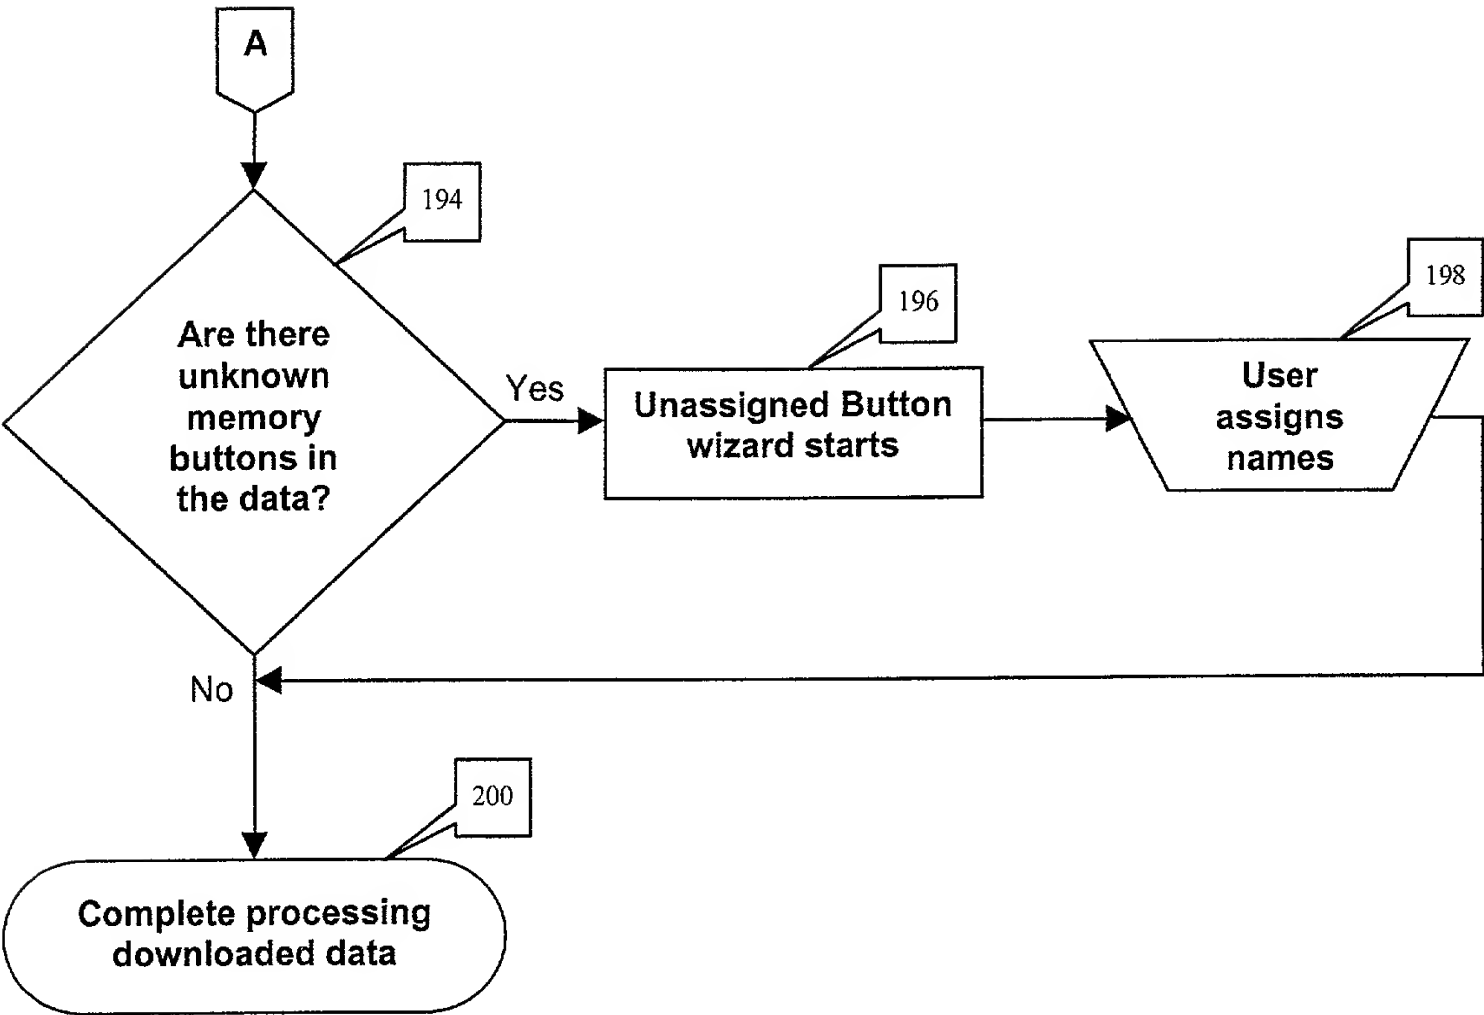 A
194
Are there
unknown
memory
buttons in
the data?
Yes
196
Unassigned Button
wizard starts
198
User
assigns
names
No
200
Complete processing
downloaded data